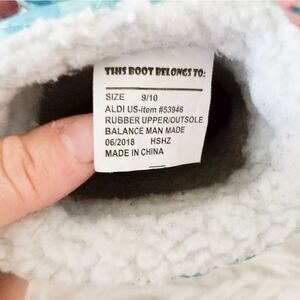 THIS BOOT BELONGS TO:
SIZE 9/10
ALDI US-item #53946
RUBBER UPPER/OUTSOLE
BALANCE MAN MADE
06/2018 HSHZ
MADE IN CHINA